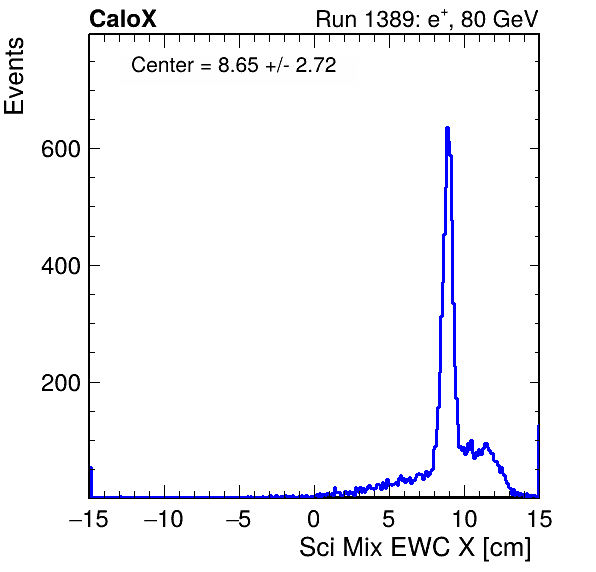 CaloX Run 1389: e⁺, 80 GeV
Events
Center = 8.65 +/- 2.72
600
400
200
−15 −10 −5 0 5 10 15
Sci Mix EWC X [cm]